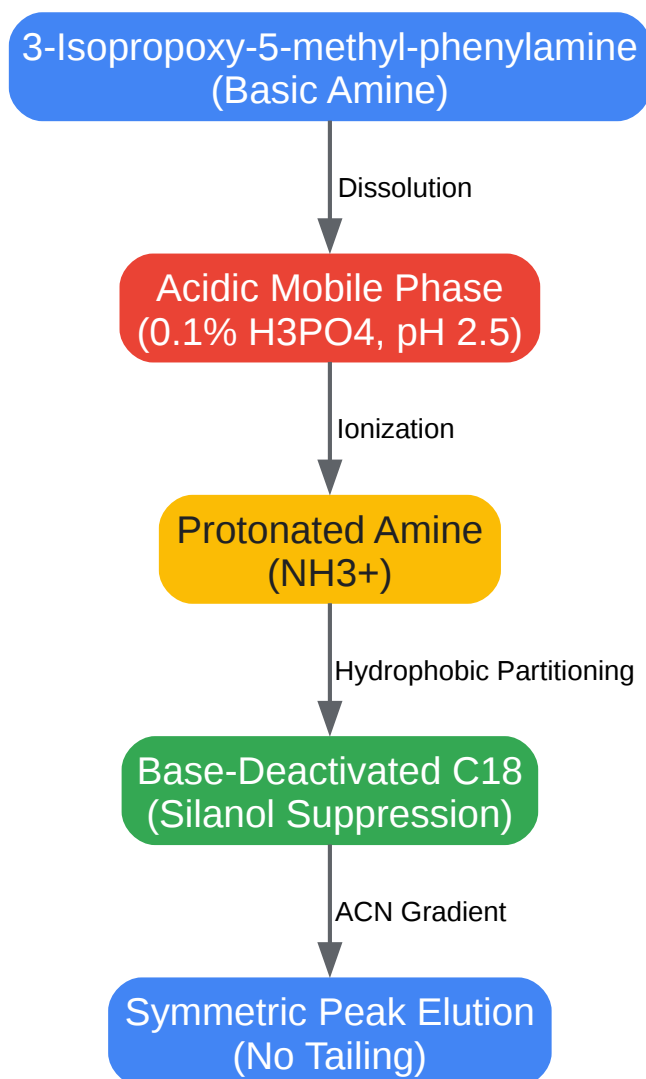 3-Isopropoxy-5-methyl-phenylamine
(Basic Amine)
Dissolution
Acidic Mobile Phase
(0.1% H3PO4, pH 2.5)
Ionization
Protonated Amine
(NH3+)
Hydrophobic Partitioning
Base-Deactivated C18
(Silanol Suppression)
ACN Gradient
Symmetric Peak Elution
(No Tailing)